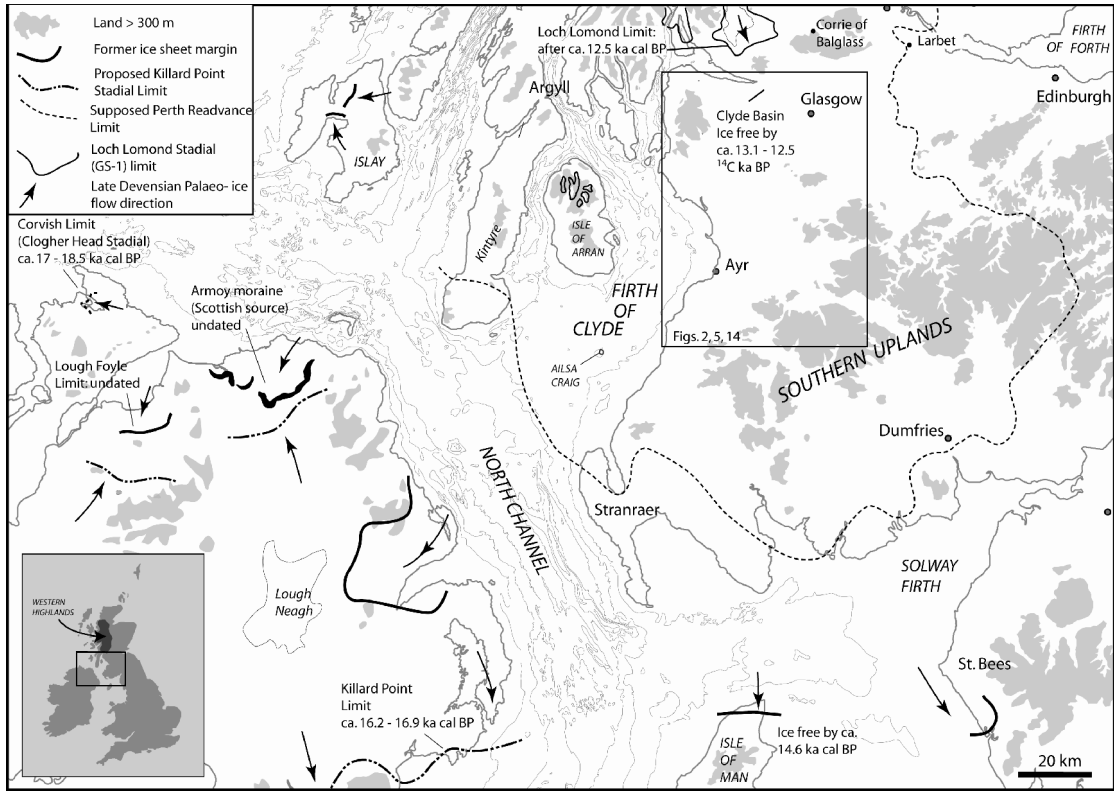 Land > 300 m
Former ice sheet margin
Proposed Killard Point
Stadial Limit
Supposed Perth Readvance
Limit
Loch Lomond Stadial
(GS-1) limit
Late Devensian Palaeo- ice
flow direction
Loch Lomond Limit:
after ca. 12.5 ka cal BP
Corrie of
Balglass
Larbet
FIRTH
OF FORTH
Edinburgh
Argyll
Glasgow
Clyde Basin
Ice free by
ca. 13.1 - 12.5
14C ka BP
ISLAY
Corvish Limit
(Clogher Head Stadial)
ca. 17 - 18.5 ka cal BP
Kintyre
ISLE
OF
ARRAN
Ayr
Armoy moraine
(Scottish source)
undated
FIRTH
OF
CLYDE
Figs. 2, 5, 14
SOUTHERN UPLANDS
AILSA
CRAIG
Lough Foyle
Limit: undated
Dumfries
NORTH CHANNEL
Stranraer
SOLWAY
FIRTH
Lough
Neagh
WESTERN
HIGHLANDS
St. Bees
Killard Point
Limit
ca. 16.2 - 16.9 ka cal BP
Ice free by ca.
14.6 ka cal BP
ISLE
OF
MAN
20 km